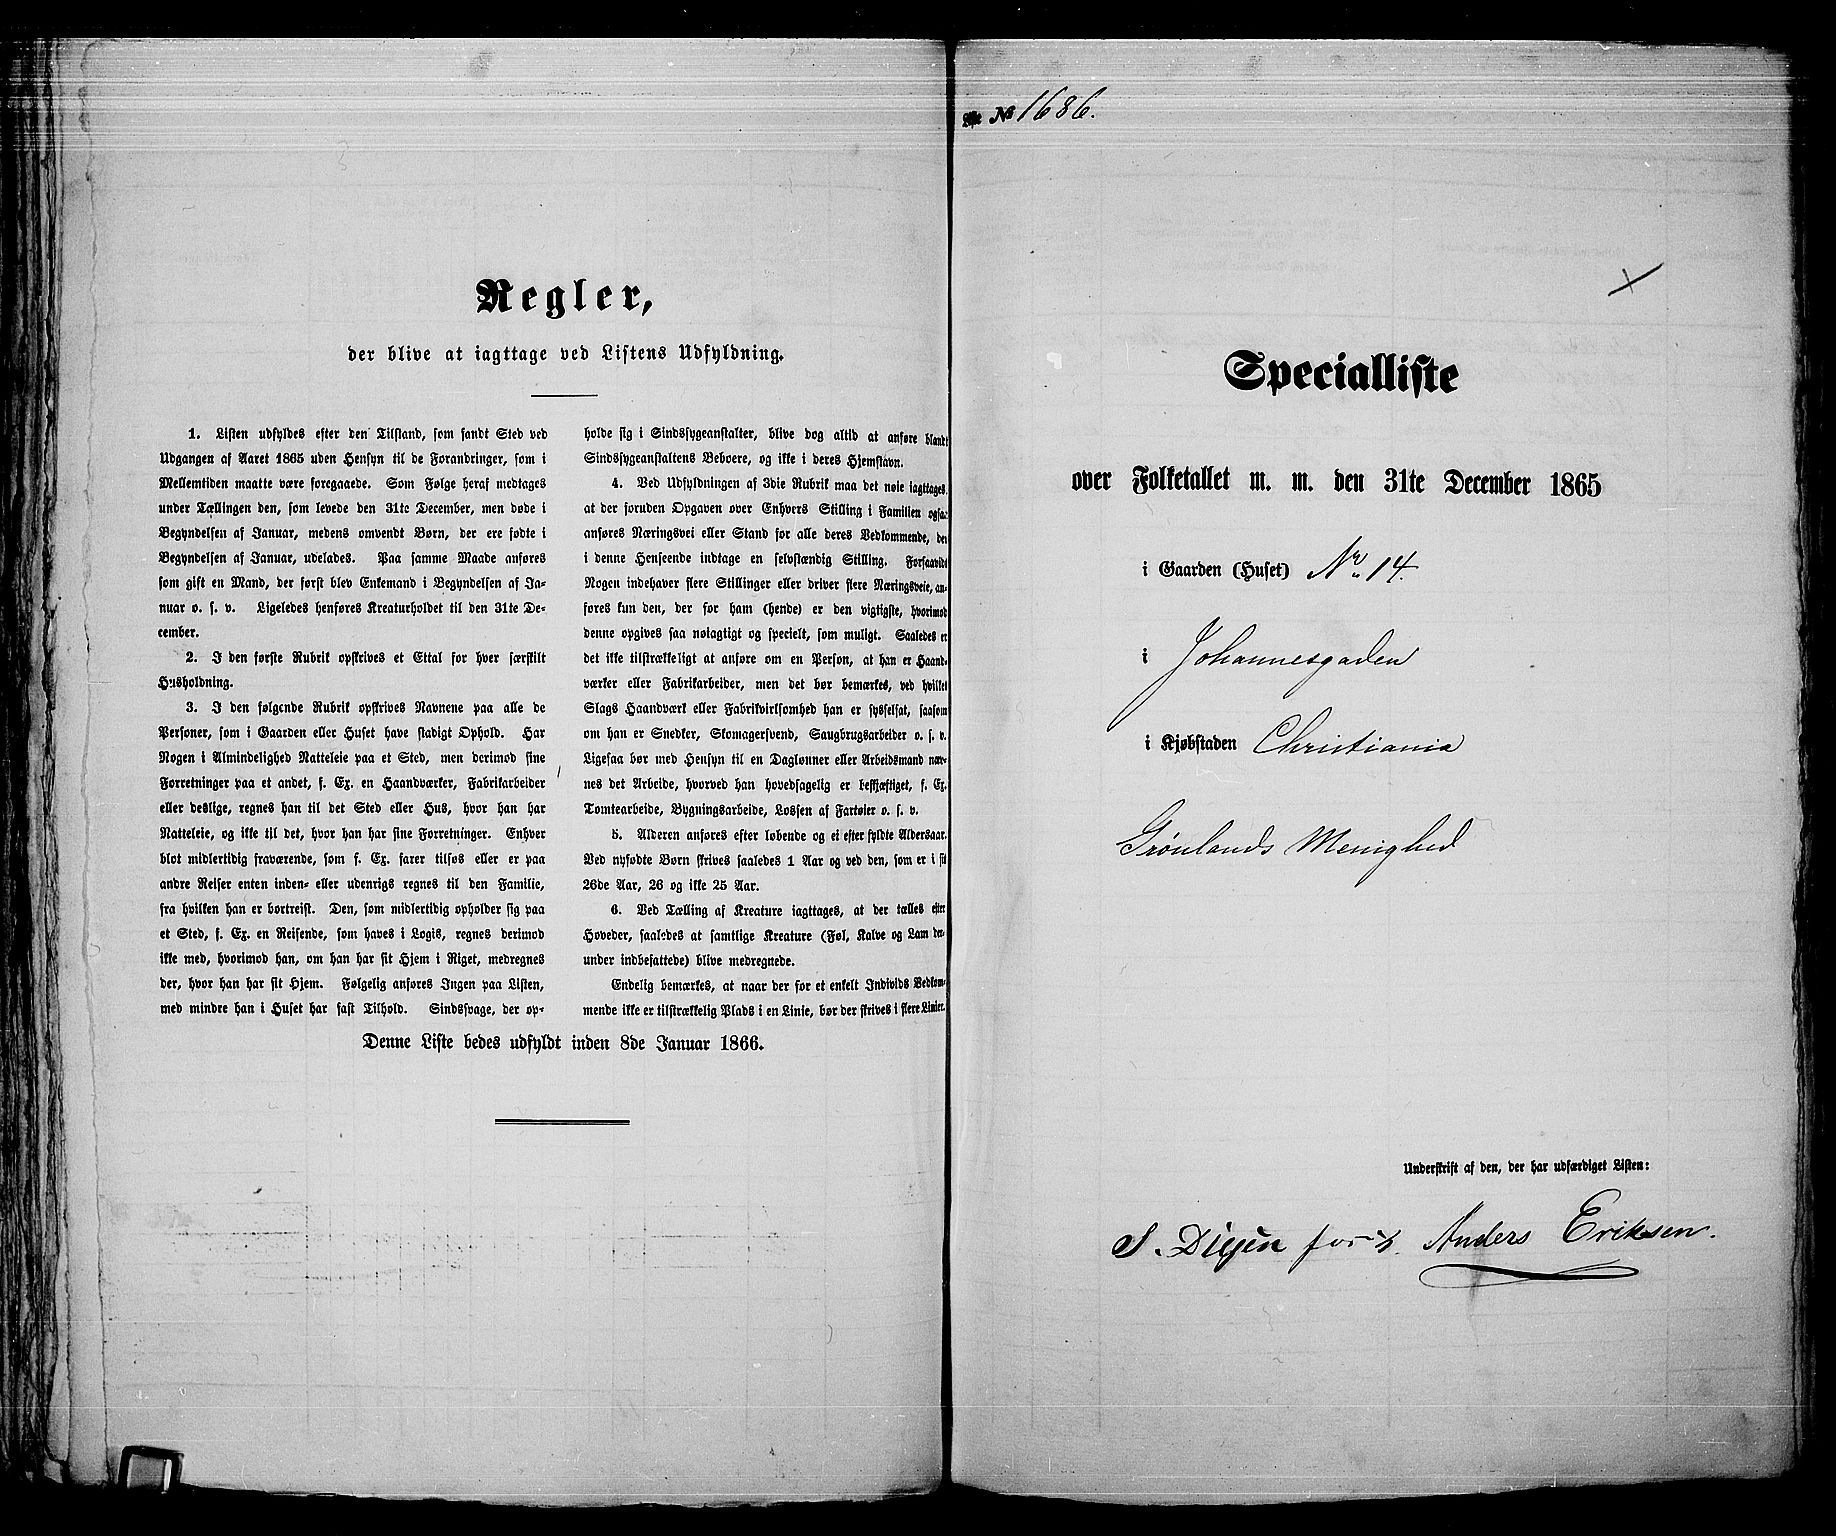 Regler,
der blive at iagttage ved Listens Udfyldning.
1. Listen udfyldes efter den Tilstand, som fandt Sted ved
Udgangen af Aaret 1865 uden Hensyn til de Forandringer, som i
Mellemtiden maatte være foregaaede. Som Følge heraf medtages
under Tællingen den, som levede den 31te December, men døde i
Begyndelsen af Januar, medens omvendt Børn, der ere fødte i
Begyndelsen af Januar, udelades. Paa samme Maade anføres
som gift en Mand, der først blev Enkemand i Begyndelsen af Ja-
nuar o. s. v. Ligeledes henføres Kreaturholdet til den 31te De-
cember.
2. I den første Rubrik opskrives et Ettal for hver særskilt
Husholdning.
3. I den følgende Rubrik opskrives Navnene paa alle de
Personer, som i Gaarden eller Huset have stadigt Ophold. Har
Nogen i Almindelighed Natteleie paa et Sted, men derimod sine
Forretninger paa et andet, f. Ex. en Haandværker, Fabrikarbeider
eller deslige, regnes han til det Sted eller Hus, hvor han har
Natteleie, og ikke til det, hvor han har sine Forretninger. Enhver
blot midlertidig fraværende, som f. Ex. farer tilsøs eller er paa
andre Reiser enten inden- eller udenrigs regnes til den Familie,
fra hvilken han er bortreist. Den, som midlertidig opholder sig paa
et Sted, f. Ex. en Reisende, som haves i Logis, regnes derimod
ikke med, hvorimod han, om han har sit Hjem i Riget, medregnes
der, hvor han har sit Hjem. Følgelig anføres Ingen paa Listen,
med mindre han i Huset har fast Tilhold. Sindssvage, der op-
holde sig i Sindssygeanstalter, blive dog altid at anføre blandt
Sindssygeanstaltens Beboere, og ikke i deres Hjemstavn.
4. Ved Udfyldningen af 3die Rubrik maa det nøie iagttages,
at der foruden Opgaven over Enhvers Stilling i Familien ogsaa
anføres Næringsvei eller Stand for alle deres Vedkommende, der
i denne Henseende indtage en selvstændig Stilling. Forsaavidt
Nogen indehaver flere Stillinger eller driver flere Næringsveie, an-
føres kun den, der for ham (hende) er den vigtigste, hvorimod
denne opgives saa nøiagtigt og specielt, som muligt. Saaledes er
det ikke tilstrækkeligt at anføre om en Person, at han er Haand-
værker eller Fabrikarbeider, men det bør bemærkes, ved hvilket
Slags Haandværk eller Fabrikvirksomhed han er sysselsat, saasom
om han er Snedker, Skomagersvend, Saugbrugsarbeider o. s. v.
Ligesaa bør med Hensyn til en Dagløнner eller Arbeidsmand næv-
nes det Arbeide, hvorved han hovedsagelig er beskjæftiget, f. Ex.
Tomtearbeide, Bygningsarbeide, Lossen af Fartøier o. s. v.
5. Alderen anføres efter løbende og ei efter fyldte Aldersaar.
Ved nyfødte Børn skrives saaledes 1 Aar og ved den, som er i sit
26de Aar, 26 og ikke 25 Aar.
6. Ved Tælling af Kreature iagttages, at der tælles efter
Hoveder, saaledes at samtlige Kreature (Føl, Kalve og Lam der-
under indbefattede) blive medregnede.
Endelig bemærkes, at naar der for et enkelt Individs Vedkom-
mende ikke er tilstrækkelig Plads i en Linie, bør der skrives i flere Linier.
Denne Liste bedes udfyldt inden 8de Januar 1866.
№ 1686.
Specialliste
over Folketallet m. m. den 31te December 1865
i Gaarden (Huset) Nr. 14.
i Johannesgaden
i Kjøbstaden Christiania
Grønlands Menighed
Underskrift af den, der har udfærdiget Listen:
Anders Eriksen.